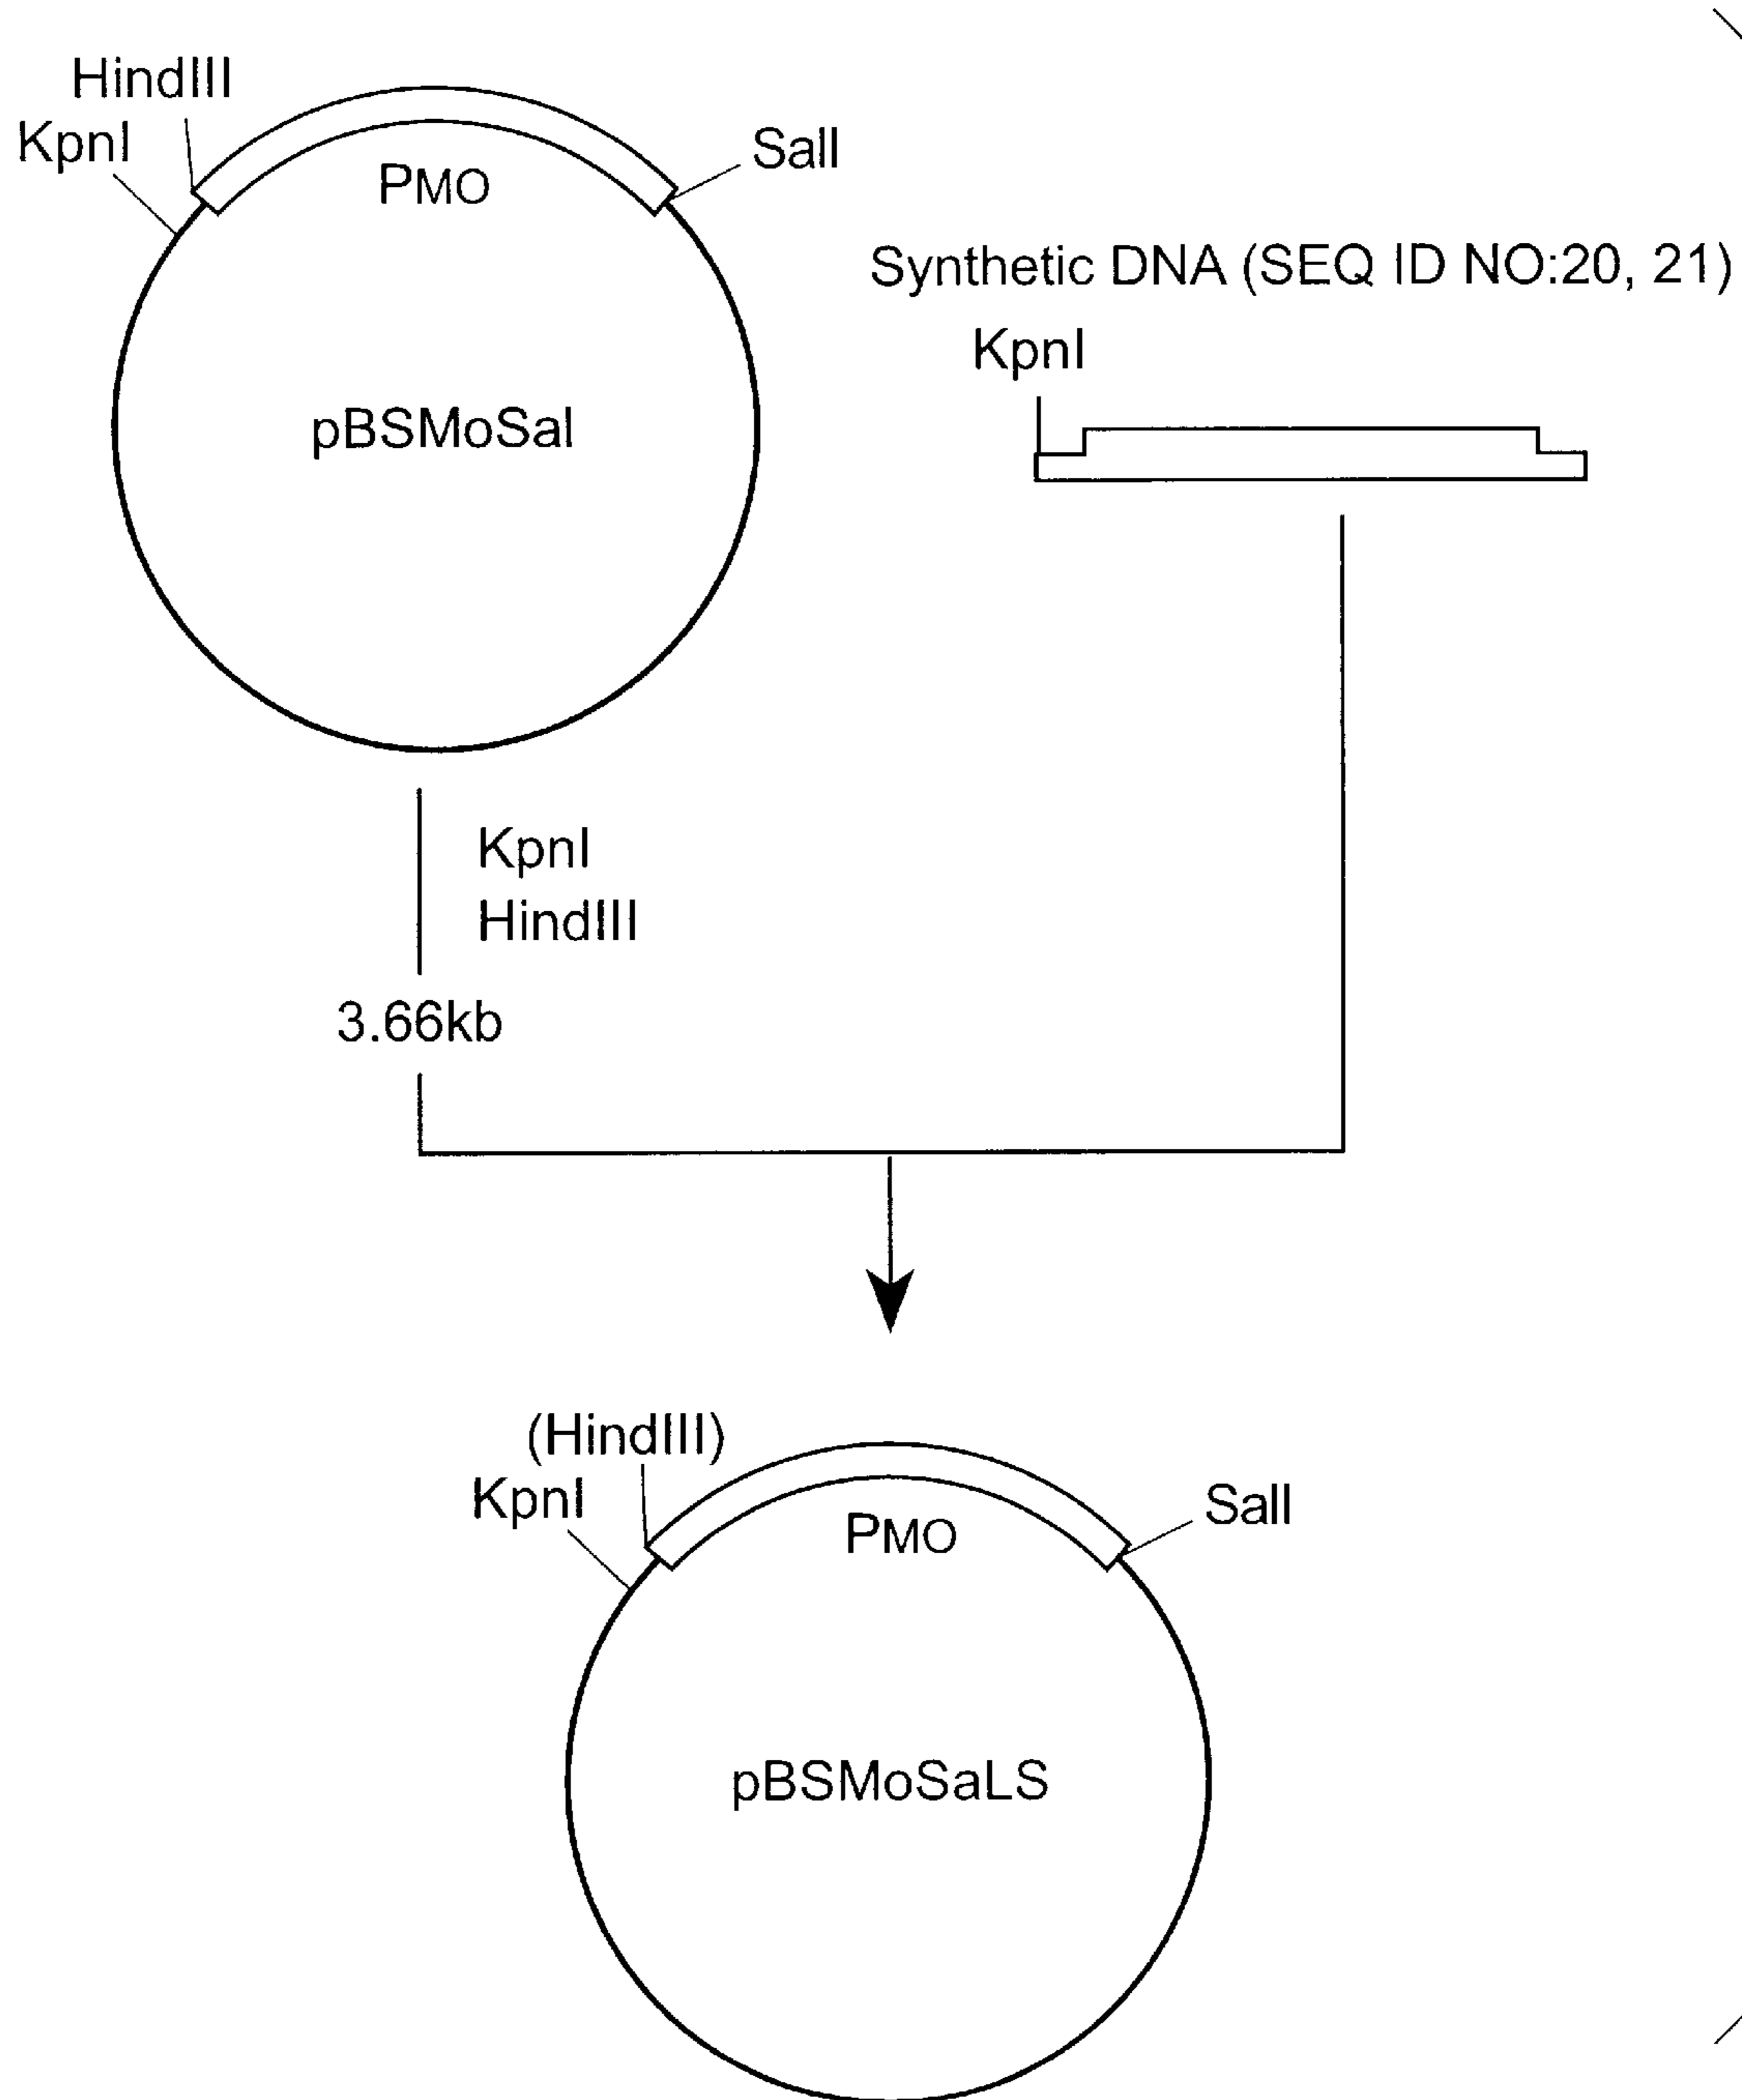 HindIII
KpnI
SalI
PMO
pBSMoSal
Synthetic DNA (SEQ ID NO:20, 21)
KpnI
KpnI
HindIII
3.66kb
(HindIII)
KpnI
SalI
PMO
pBSMoSaLS